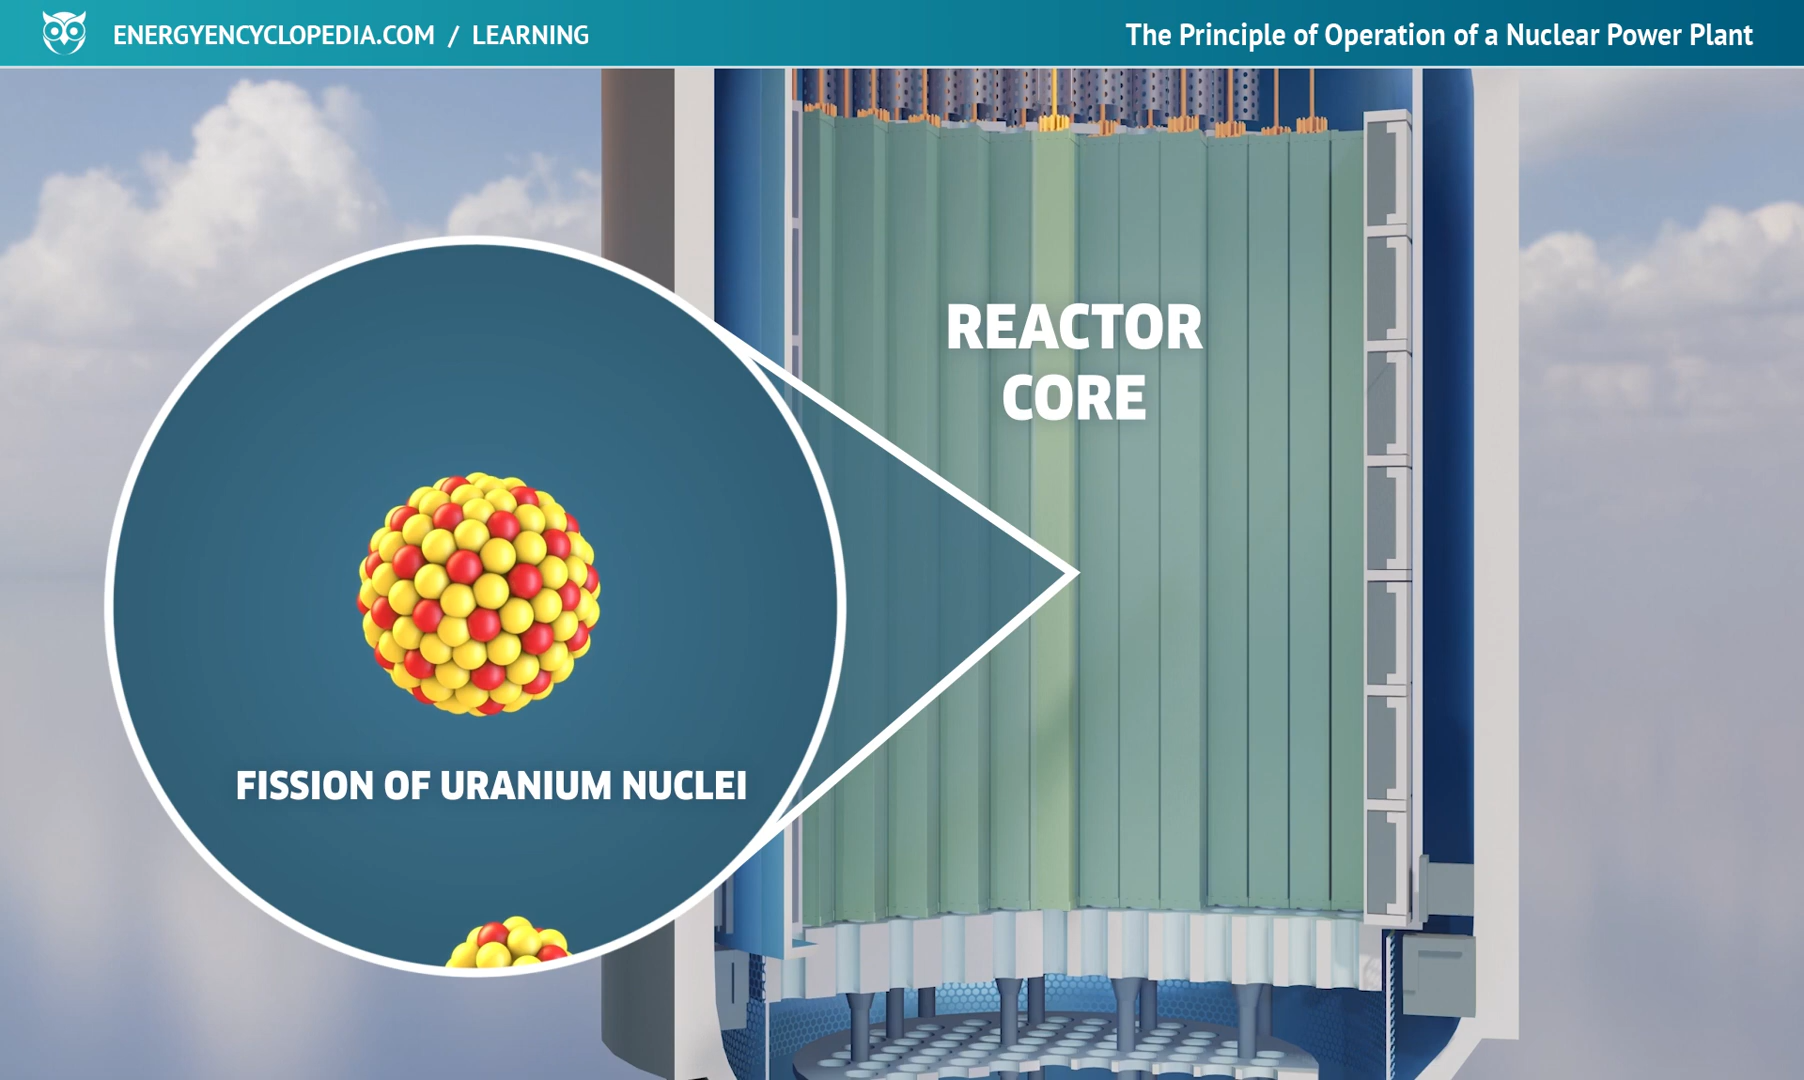 ENERGYENCYCLOPEDIA.COM / LEARNING
The Principle of Operation of a Nuclear Power Plant
REACTOR
CORE
FISSION OF URANIUM NUCLEI